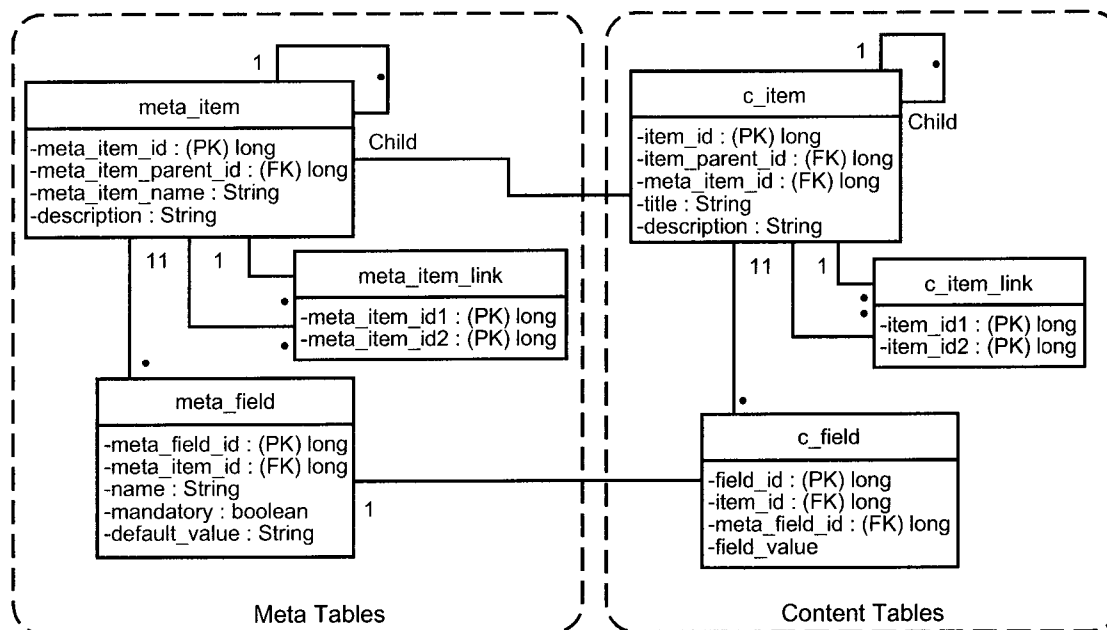 1
meta_item
-meta_item_id : (PK) long
-meta_item_parent_id : (FK) long
-meta_item_name : String
-description : String
Child
11
1
meta_item_link
-meta_item_id1 : (PK) long
-meta_item_id2 : (PK) long
meta_field
-meta_field_id : (PK) long
-meta_item_id : (FK) long
-name : String
-mandatory : boolean
-default_value : String
1
Meta Tables
1
c_item
Child
-item_id : (PK) long
-item_parent_id : (FK) long
-meta_item_id : (FK) long
-title : String
-description : String
11
1
c_item_link
-item_id1 : (PK) long
-item_id2 : (PK) long
c_field
-field_id : (PK) long
-item_id : (FK) long
-meta_field_id : (FK) long
-field_value
Content Tables